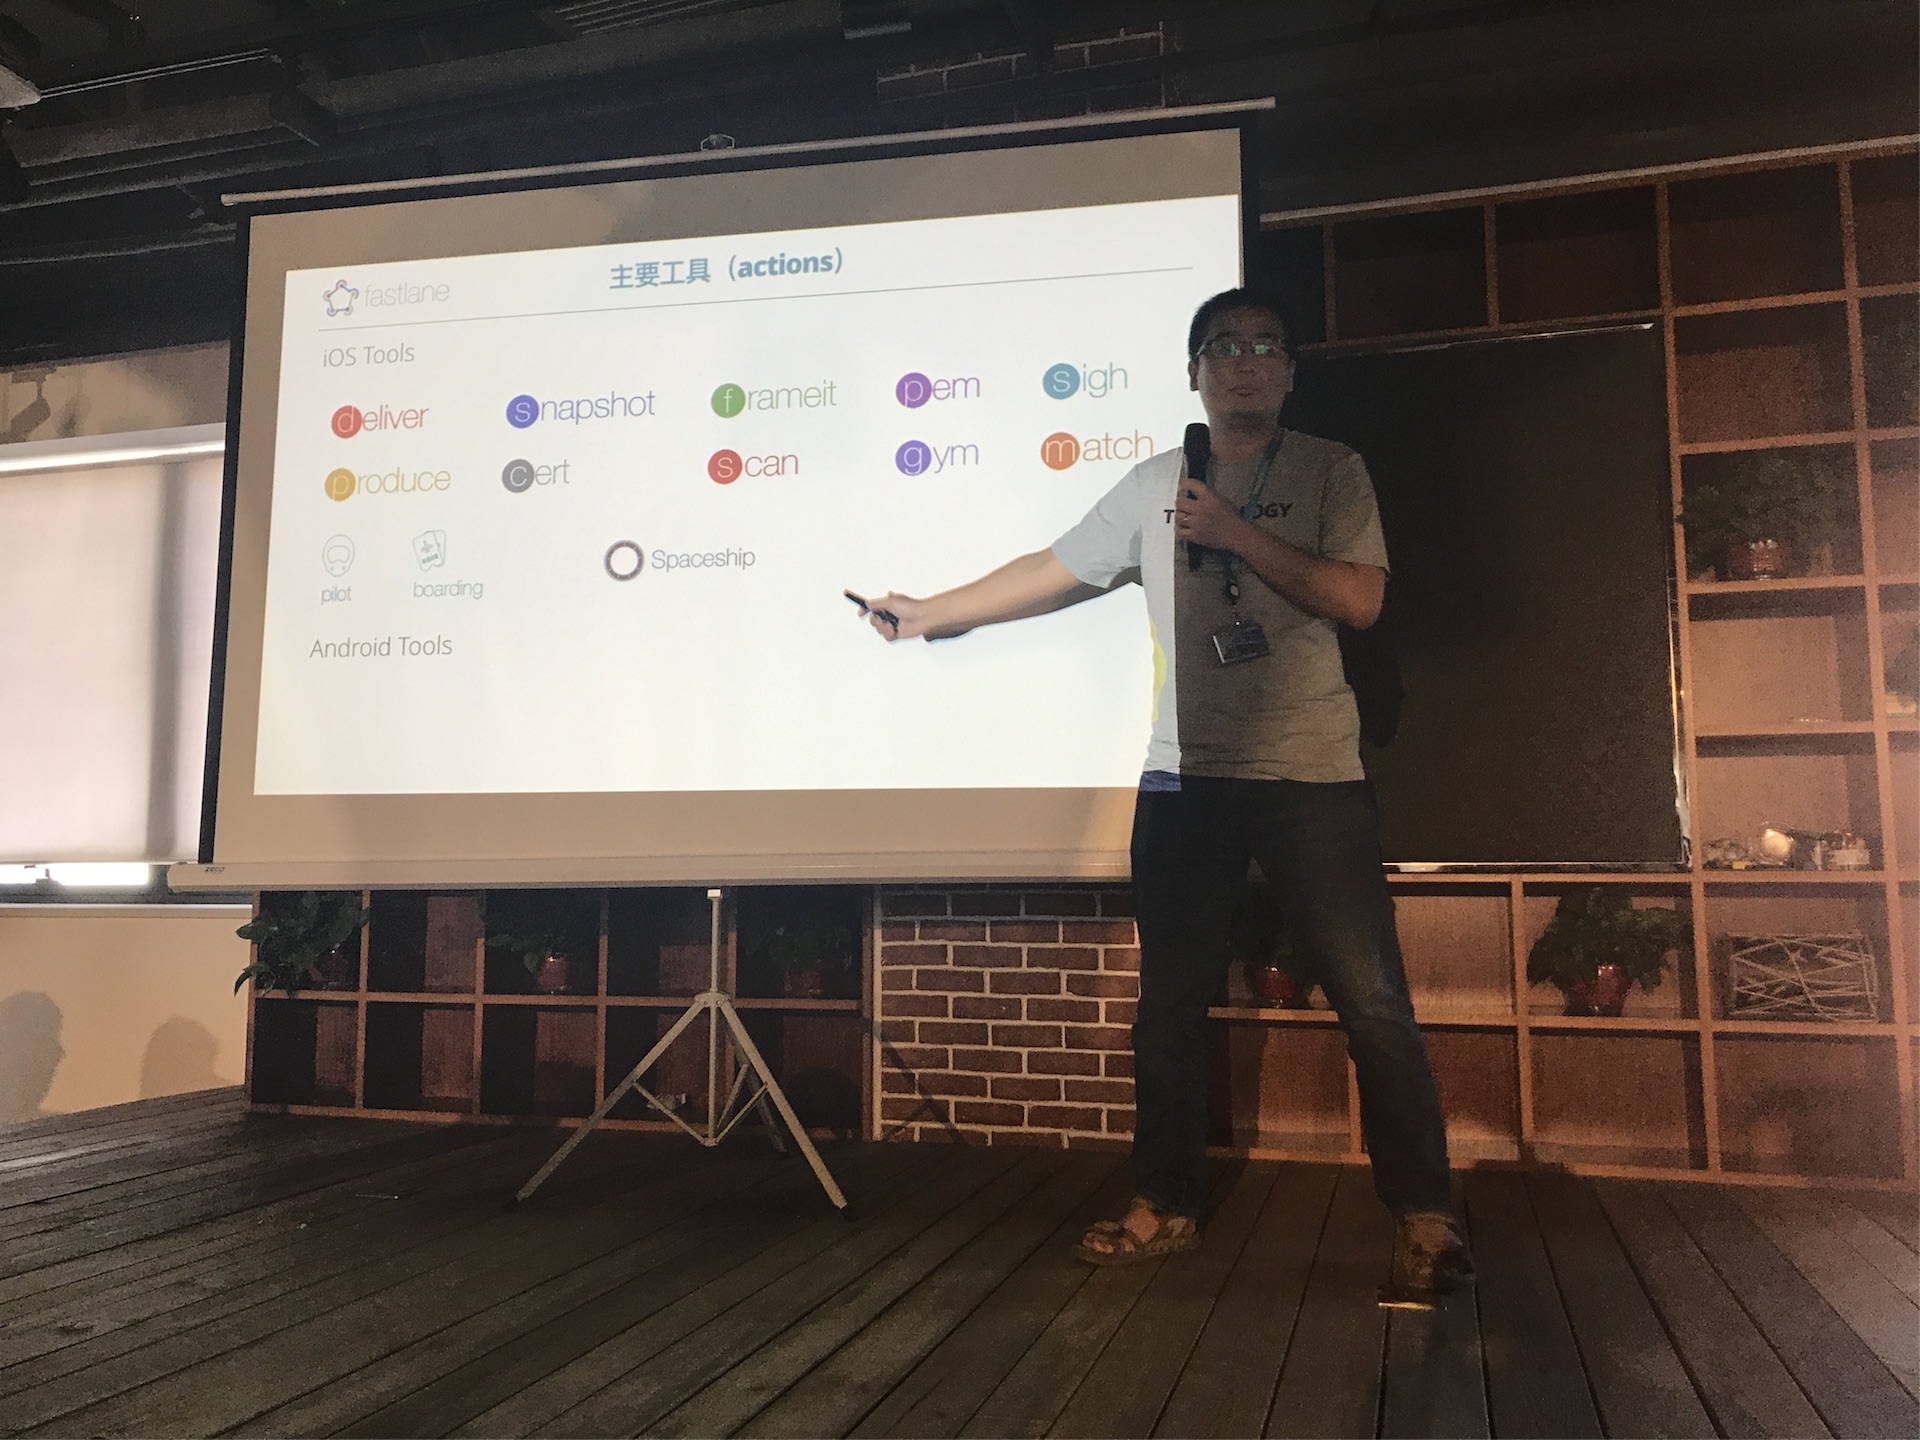 fastlane
主要工具（actions）
iOS Tools
deliver snapshot frameit pem sigh
produce cert scan gym match
pilot boarding Spaceship
Android Tools